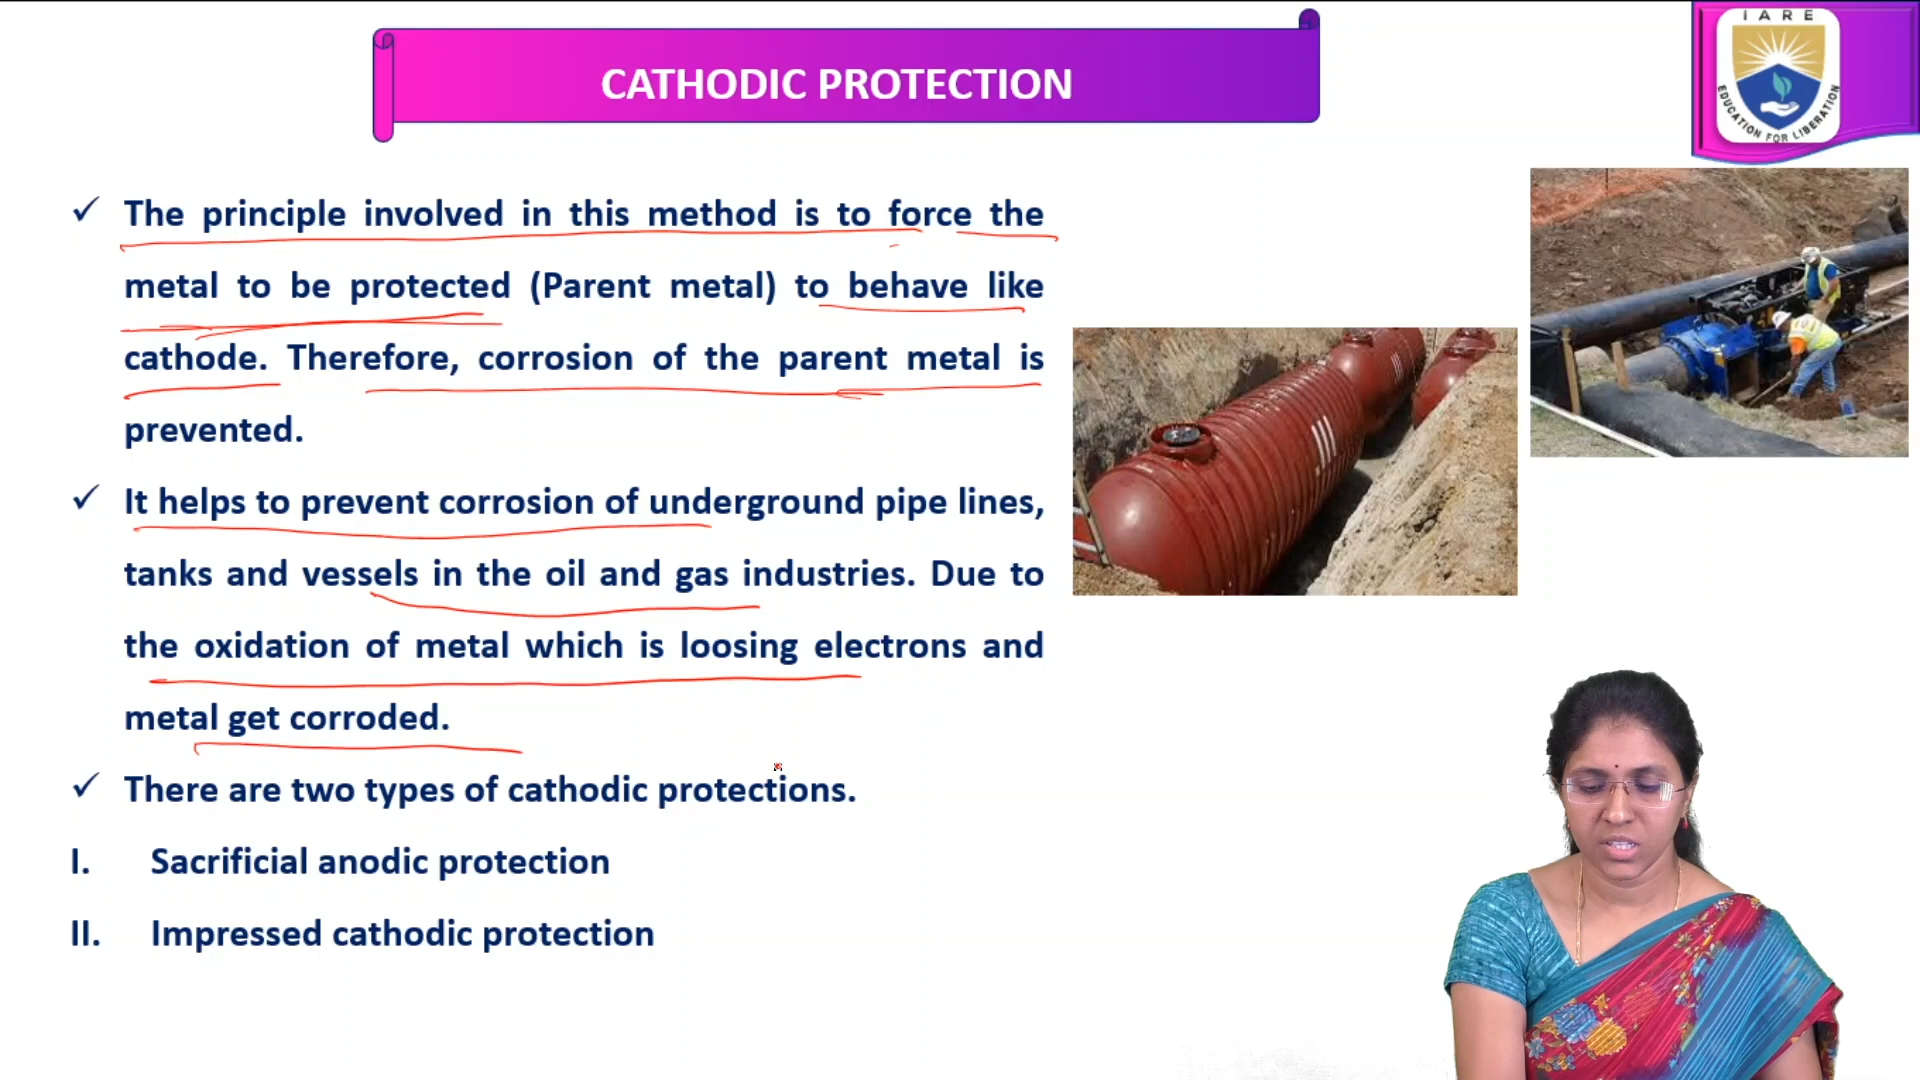 CATHODIC PROTECTION
IARE
EDUCATION FOR LIBERATION
The principle involved in this method is to force the
metal to be protected (Parent metal) to behave like
cathode. Therefore, corrosion of the parent metal is
prevented.
It helps to prevent corrosion of underground pipe lines,
tanks and vessels in the oil and gas industries. Due to
the oxidation of metal which is loosing electrons and
metal get corroded.
There are two types of cathodic protections.
I. Sacrificial anodic protection
II. Impressed cathodic protection